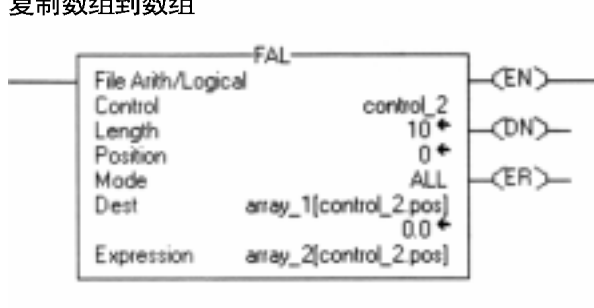 复制数组到数组
FAL
File Arith/Logical
Control control_2
Length 10
Position 0
Mode ALL
Dest array_1[control_2.pos]
0.0
Expression array_2[control_2.pos]
(EN)
(DN)
(ER)